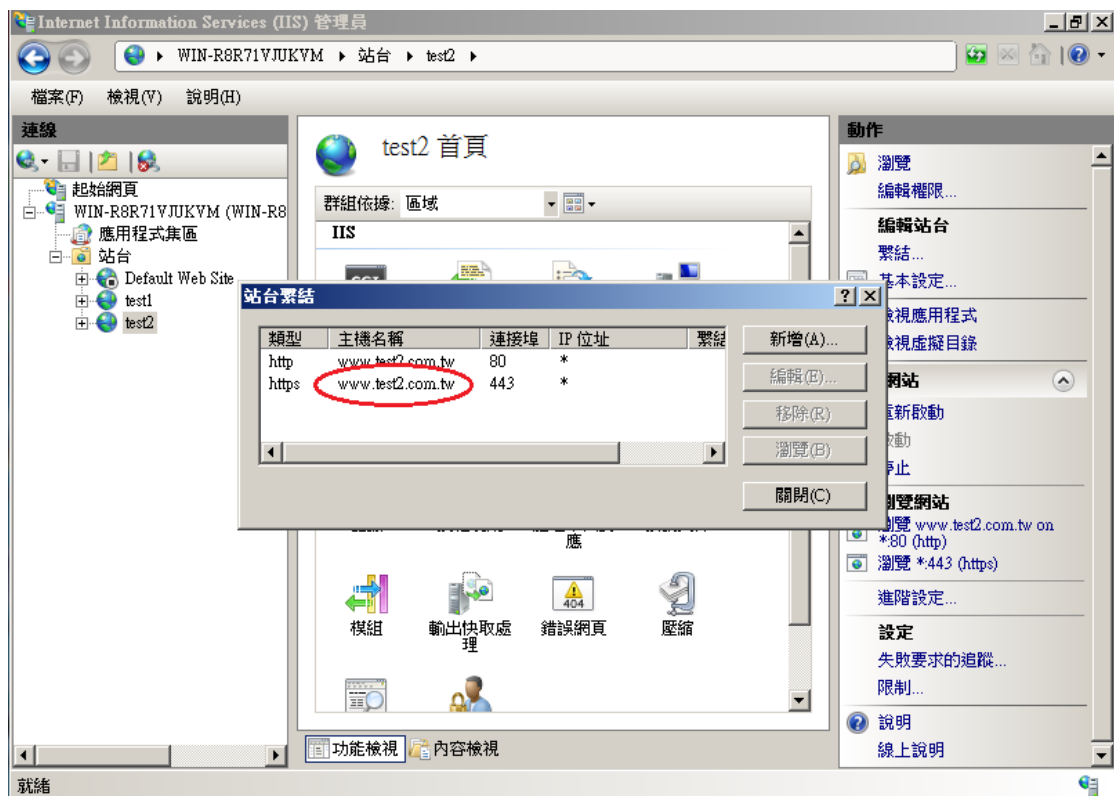 Internet Information Services (IIS) 管理員
WIN-R8R71VJUKVM ▸ 站台 ▸ test2 ▸
檔案(F) 檢視(V) 說明(H)
連線
起始網頁
WIN-R8R71VJUKVM (WIN-R8
應用程式集區
站台
Default Web Site
test1
test2
test2 首頁
群組依據: 區域
IIS
站台繫結
類型 主機名稱 連接埠 IP 位址 繫結
http www.test2.com.tw 80 *
https www.test2.com.tw 443 *
新增(A)...
編輯(E)...
移除(R)
瀏覽(B)
關閉(C)
應
404
模組
輸出快取處理
錯誤網頁
壓縮
功能檢視
內容檢視
動作
瀏覽
編輯權限...
編輯站台
繫結...
基本設定...
檢視應用程式
檢視虛擬目錄
網站
重新啟動
啟動
停止
瀏覽網站
瀏覽 www.test2.com.tw on
*:80 (http)
瀏覽 *:443 (https)
進階設定...
設定
失敗要求的追蹤...
限制...
說明
線上說明
就緒